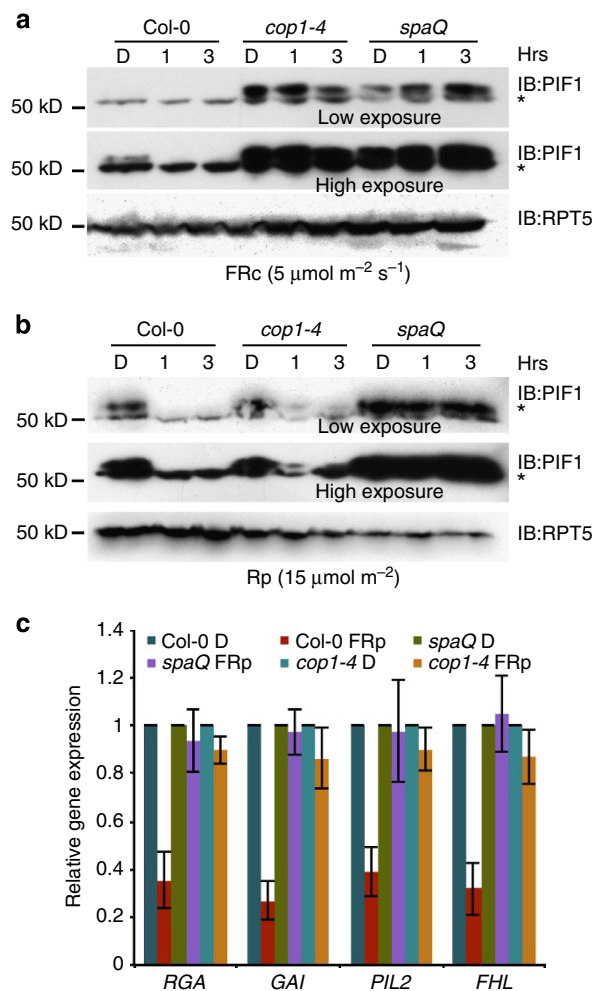 a
Col-0 cop1-4 spaQ
D 1 3 D 1 3 D 1 3 Hrs
IB:PIF1
50 kD *
Low exposure
IB:PIF1
50 kD *
High exposure
50 kD IB:RPT5
FRc (5 μmol m⁻² s⁻¹)
b
Col-0 cop1-4 spaQ
D 1 3 D 1 3 D 1 3 Hrs
IB:PIF1
50 kD *
Low exposure
IB:PIF1
50 kD *
High exposure
50 kD IB:RPT5
Rp (15 μmol m⁻²)
c
Col-0 D Col-0 FRp spaQ D
spaQ FRp cop1-4 D cop1-4 FRp
Relative gene expression
1.4
1.2
1
0.8
0.6
0.4
0.2
0
RGA GAI PIL2 FHL